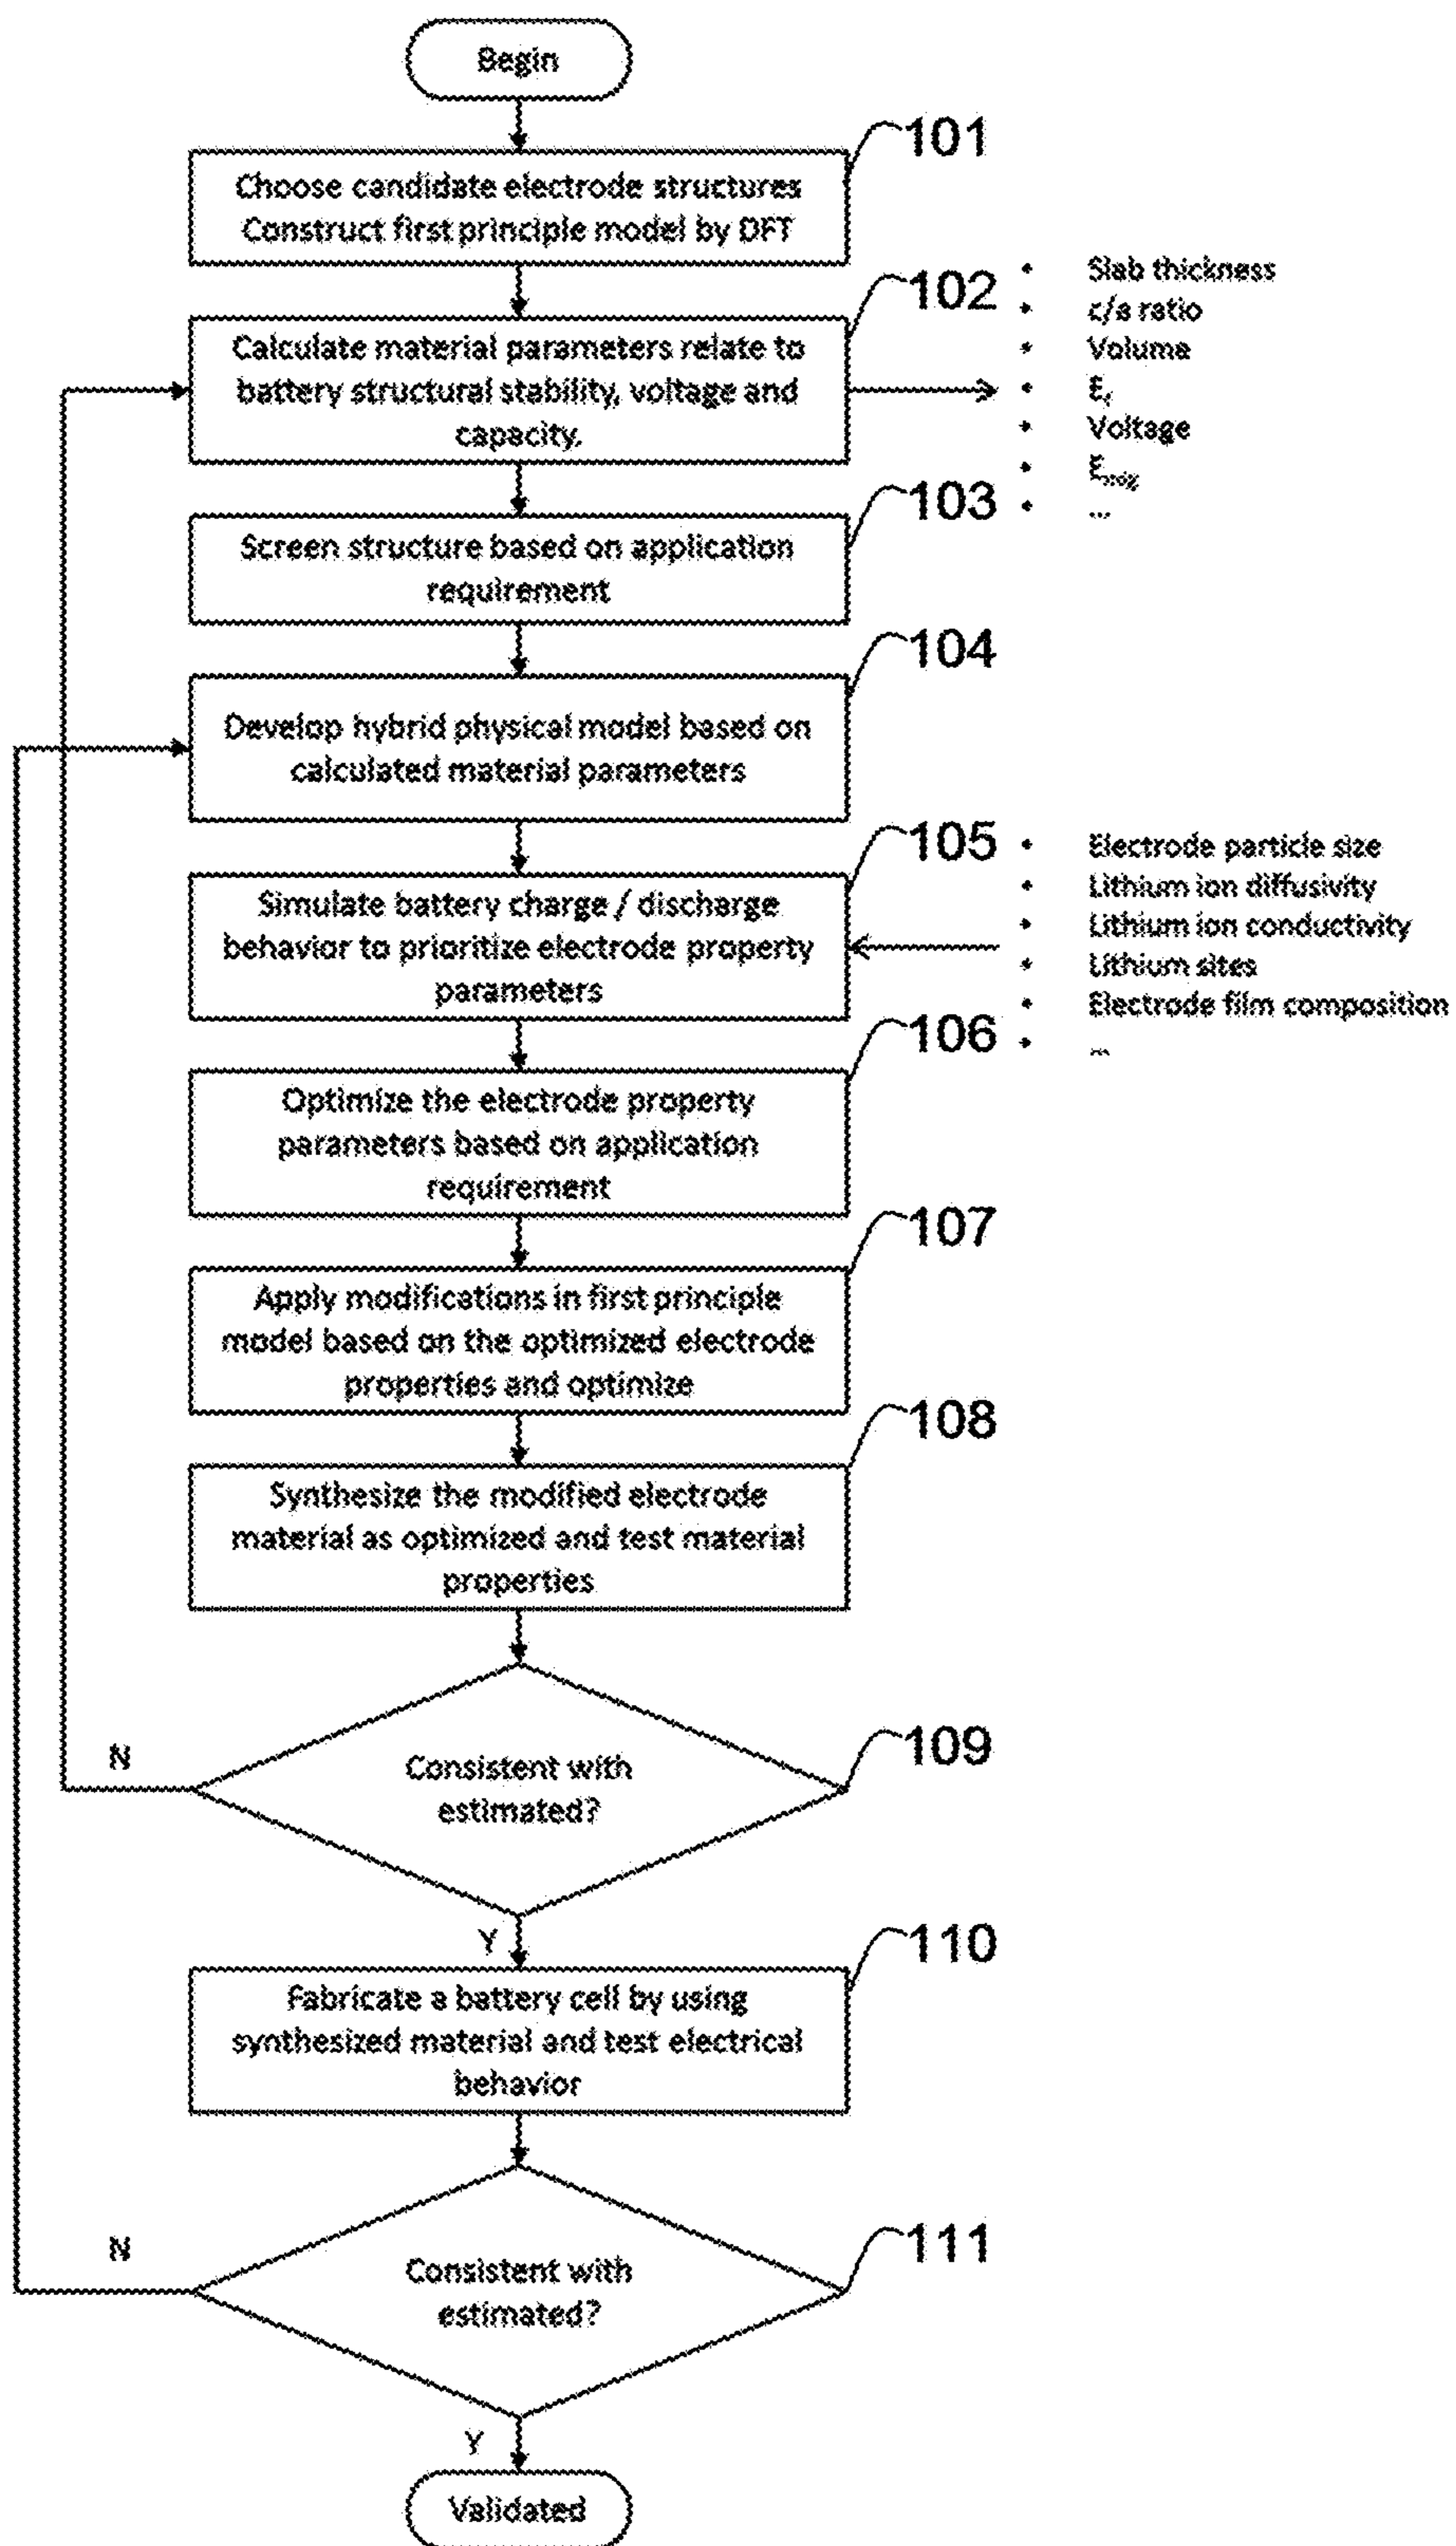 Begin
101
Choose candidate electrode structures
Construct first principle model by DFT
102
Calculate material parameters relate to
battery structural stability, voltage and
capacity.
• Slab thickness
• c/a ratio
• Volume
• Ef
• Voltage
• Emig
• ...
103
Screen structure based on application
requirement
104
Develop hybrid physical model based on
calculated material parameters
105
Simulate battery charge / discharge
behavior to prioritize electrode property
parameters
• Electrode particle size
• Lithium ion diffusivity
• Lithium ion conductivity
• Lithium sites
• Electrode film composition
• ...
106
Optimize the electrode property
parameters based on application
requirement
107
Apply modifications in first principle
model based on the optimized electrode
properties and optimize
108
Synthesize the modified electrode
material as optimized and test material
properties
109
N
Consistent with
estimated?
Y
110
Fabricate a battery cell by using
synthesized material and test electrical
behavior
111
N
Consistent with
estimated?
Y
Validated